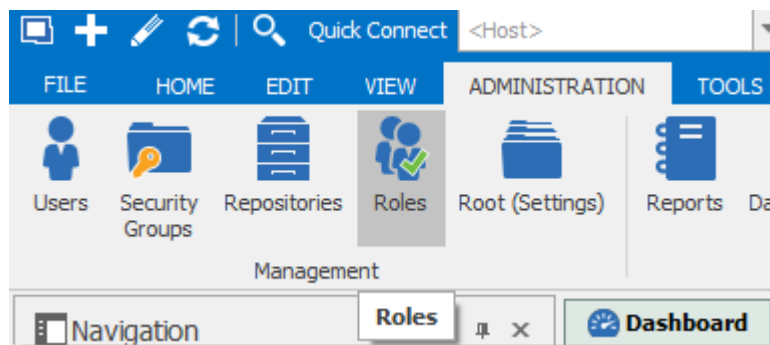 Quick Connect <Host>
FILE HOME EDIT VIEW ADMINISTRATION TOOLS
Users Security Groups Repositories Roles Root (Settings) Reports Da
Management
Navigation Roles Dashboard